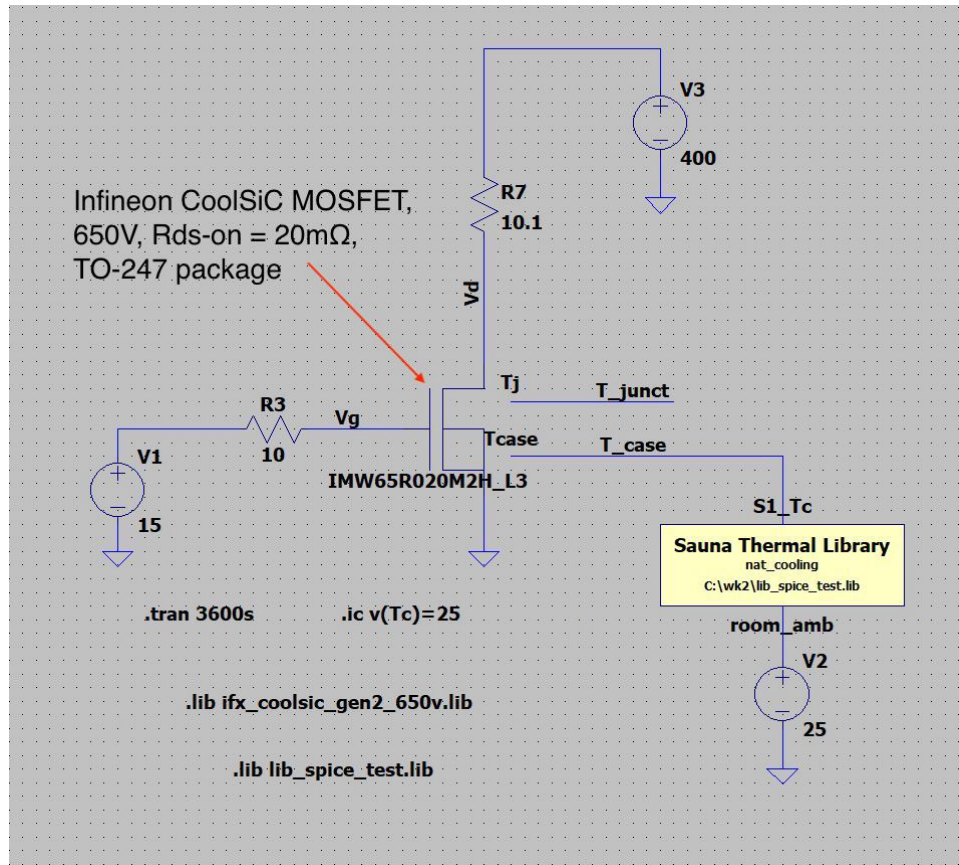 V3
+
−
400
Infineon CoolSiC MOSFET,
650V, Rds-on = 20mΩ,
TO-247 package
R7
10.1
Vd
Tj
T_junct
R3
Vg
10
Tcase
T_case
V1
+
−
15
IMW65R020M2H_L3
S1_Tc
Sauna Thermal Library
nat_cooling
C:\wk2\lib_spice_test.lib
.tran 3600s
.ic v(Tc)=25
room_amb
V2
+
−
25
.lib ifx_coolsic_gen2_650v.lib
.lib lib_spice_test.lib